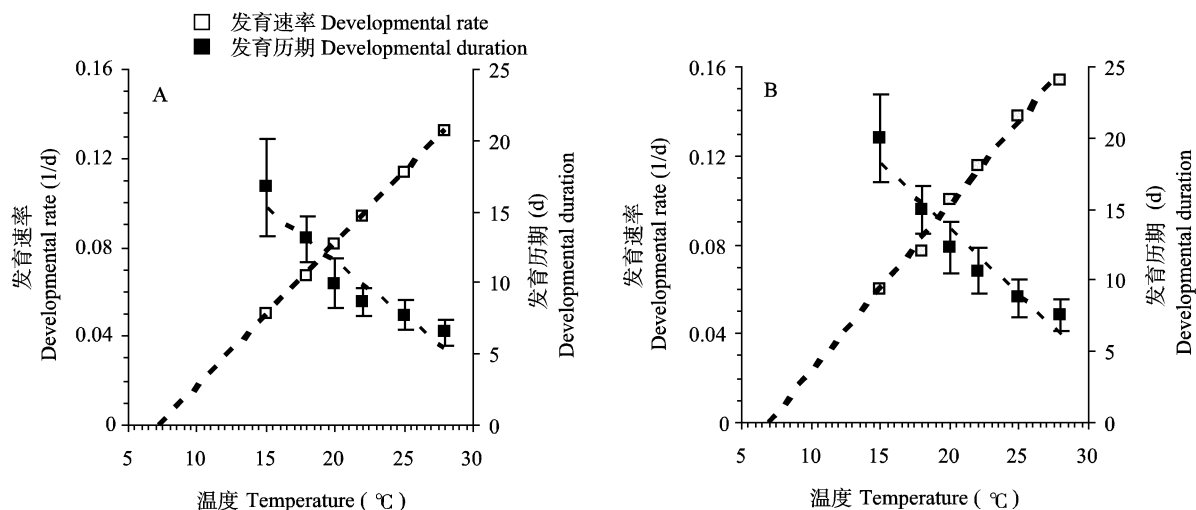 发育速率 Developmental rate
发育历期 Developmental duration
A
0.16
0.12
0.08
0.04
0
25
20
15
10
5
0
5 10 15 20 25 30
发育速率
Developmental rate (1/d)
发育历期 (d)
Developmental duration
温度 Temperature ( ℃)
B
0.16
0.12
0.08
0.04
0
25
20
15
10
5
0
5 10 15 20 25 30
发育速率
Developmental rate (1/d)
发育历期 (d)
Developmental duration
温度 Temperature ( ℃)